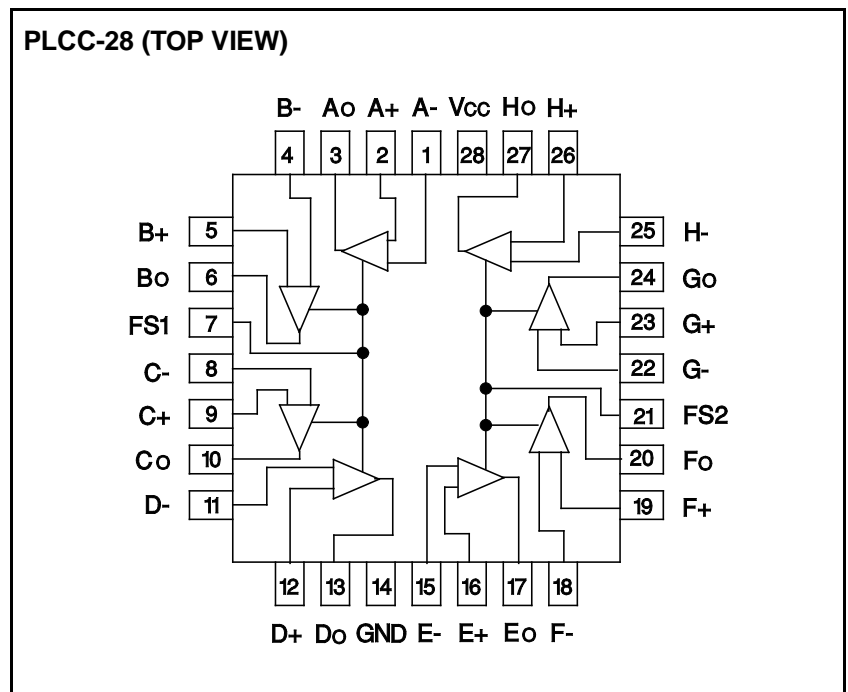 PLCC-28 (TOP VIEW)
B- Ao A+ A- Vcc Ho H+
4 3 2 1 28 27 26
B+ 5 25 H-
Bo 6 24 Go
FS1 7 23 G+
C- 8 22 G-
C+ 9 21 FS2
Co 10 20 Fo
D- 11 19 F+
12 13 14 15 16 17 18
D+ Do GND E- E+ Eo F-